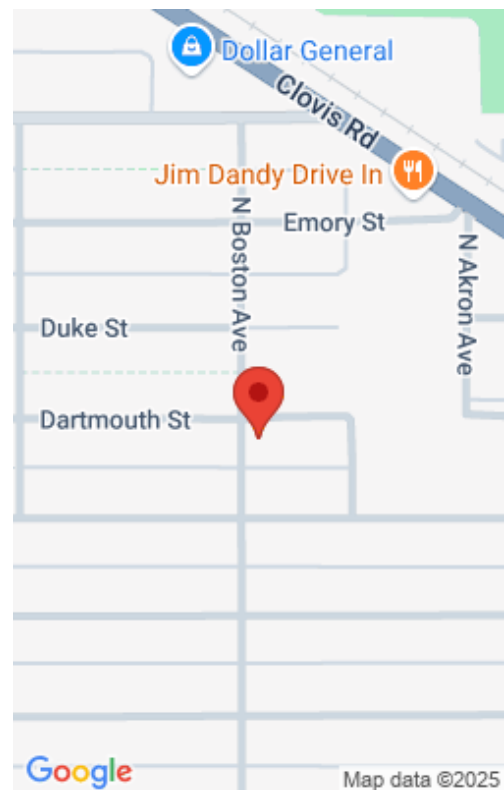 Dollar General
Clovis Rd
Jim Dandy Drive In
Emory St
N Boston Ave
N Akron Ave
Duke St
Dartmouth St
Google
Map data ©2025